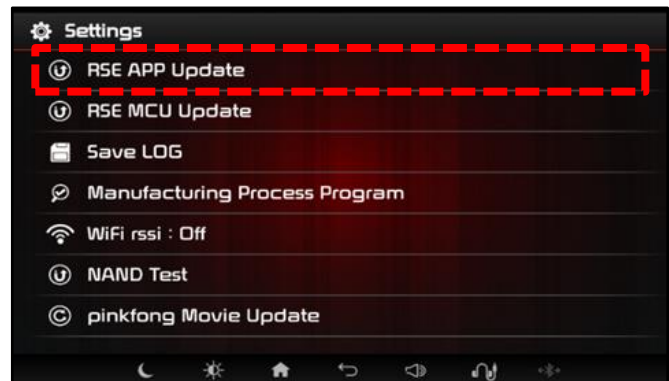 Settings
RSE APP Update
RSE MCU Update
Save LOG
Manufacturing Process Program
WiFi rssi : Off
NAND Test
pinkfong Movie Update